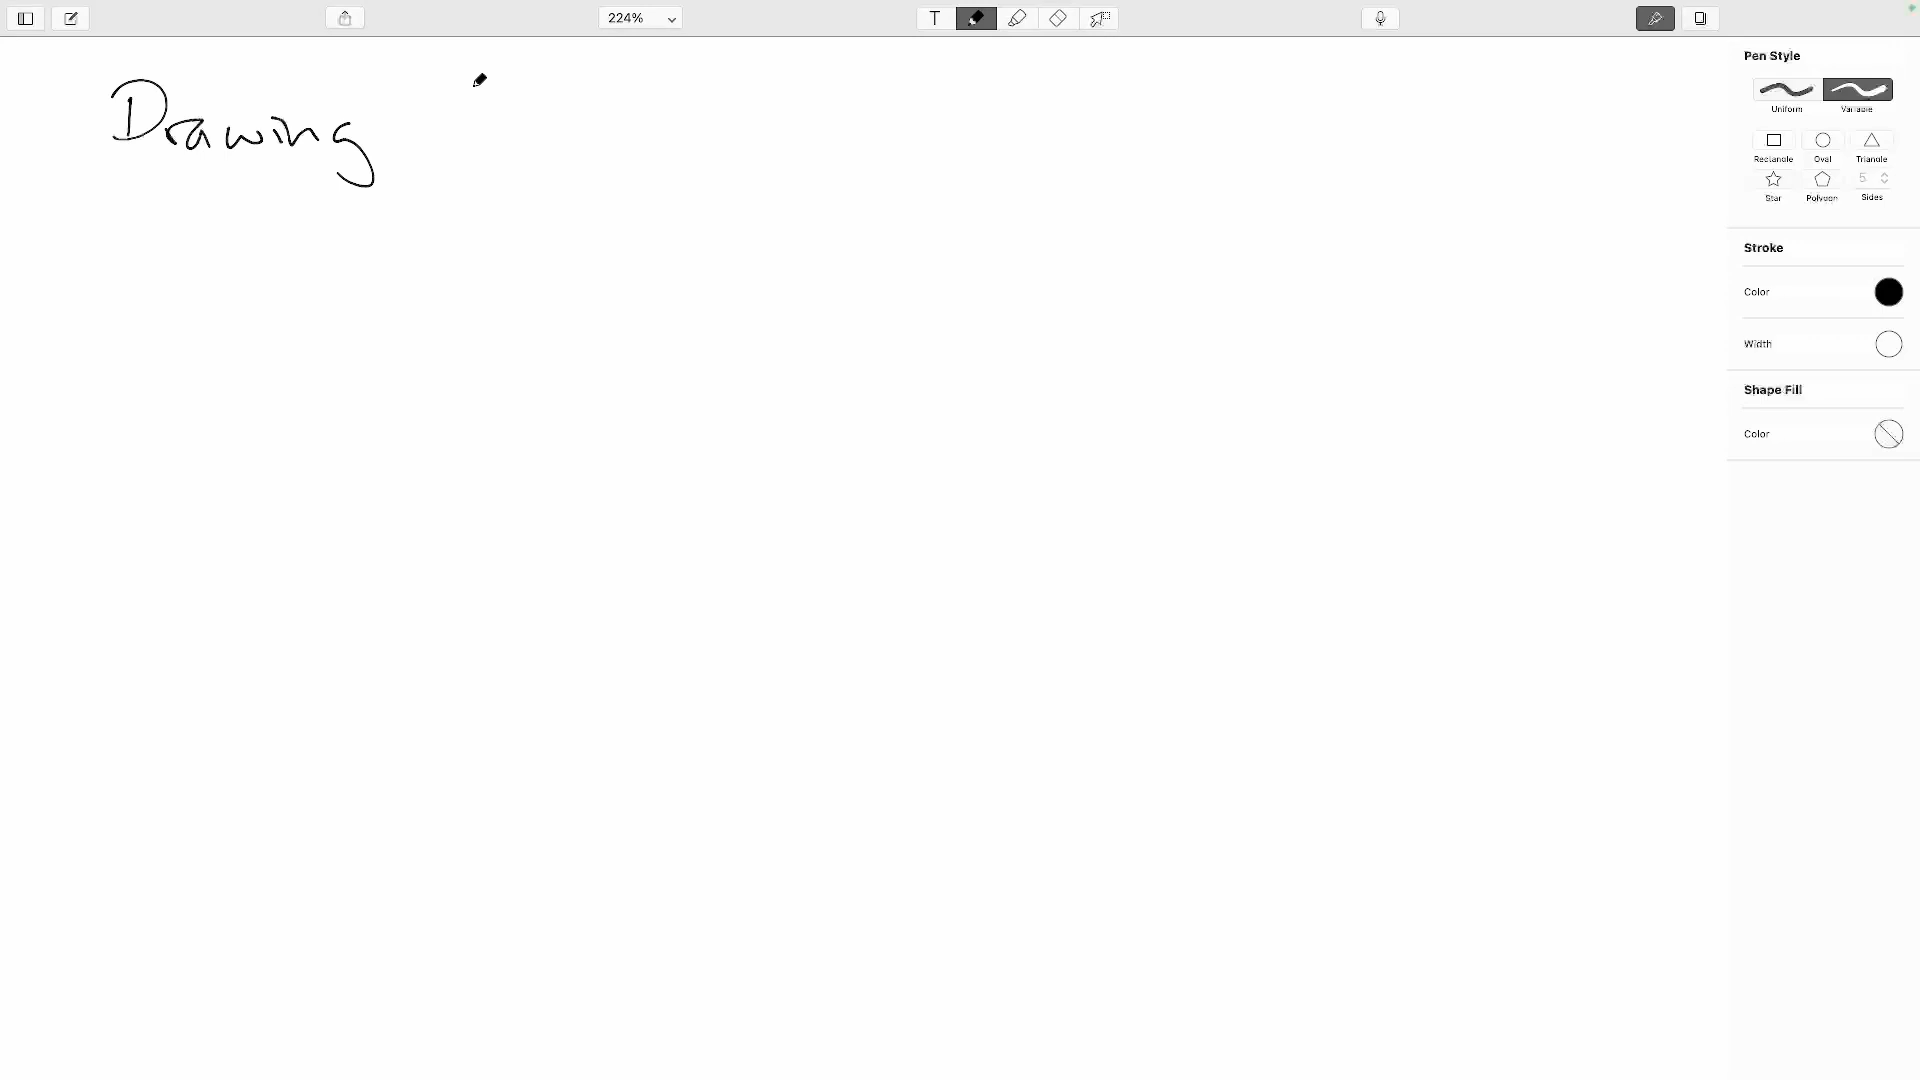 224%
T
Pen Style
Drawing
Uniform Variable
Rectangle Oval Triangle
5
Star Polygon Sides
Stroke
Color
Width
Shape Fill
Color